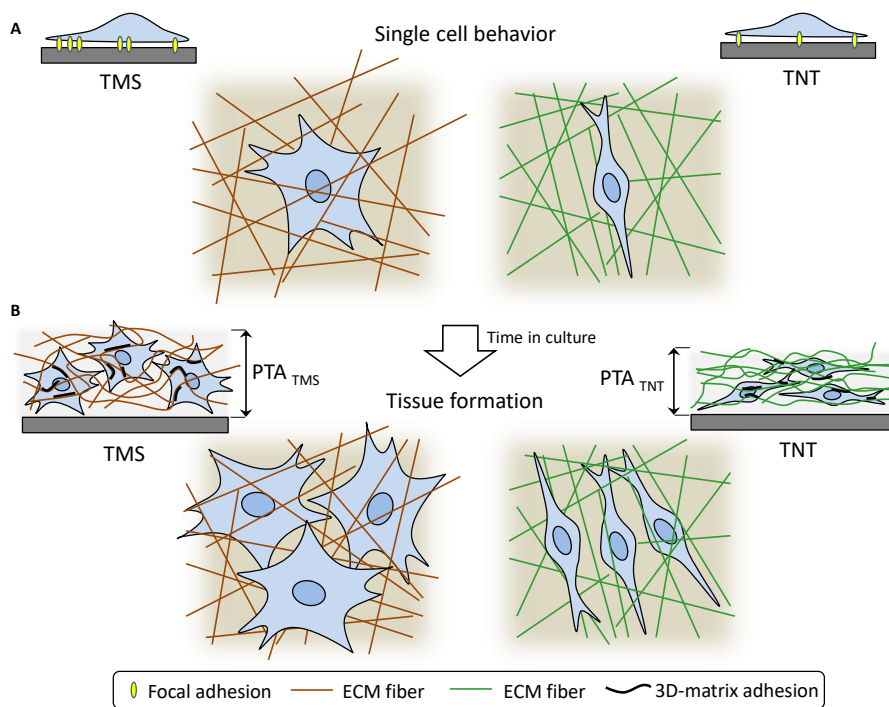 A
Single cell behavior
TMS
TNT
B
Time in culture
PTA TMS
PTA TNT
Tissue formation
TMS
TNT
Focal adhesion
ECM fiber
ECM fiber
3D-matrix adhesion